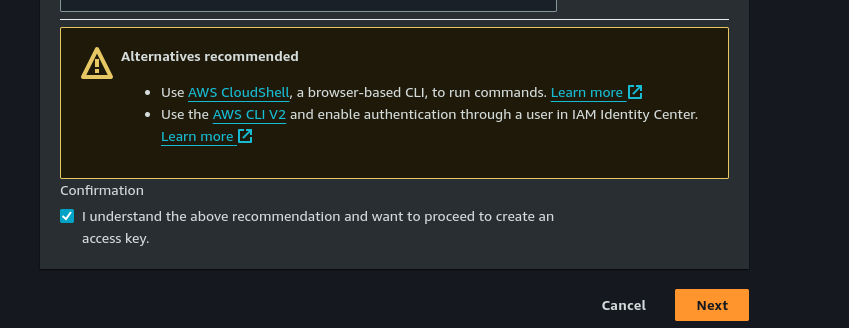 Alternatives recommended
Use AWS CloudShell, a browser-based CLI, to run commands. Learn more
Use the AWS CLI V2 and enable authentication through a user in IAM Identity Center.
Learn more
Confirmation
I understand the above recommendation and want to proceed to create an
access key.
Cancel Next